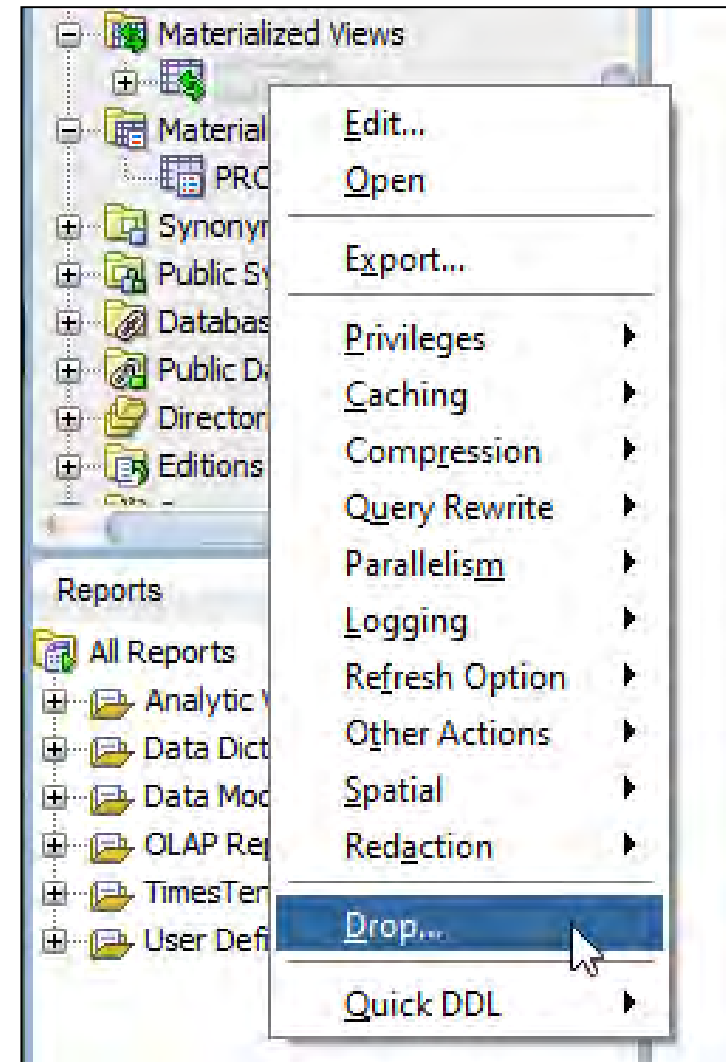 Materialized Views
Material
PRO
Synonyr
Public Sy
Databas
Public Da
Director
Editions
Edit...
Open
Export...
Privileges
Caching
Compression
Query Rewrite
Parallelism
Logging
Refresh Option
Other Actions
Spatial
Redaction
Drop...
Quick DDL
Reports
All Reports
Analytic
Data Dict
Data Mod
OLAP Rep
TimesTen
User Defi